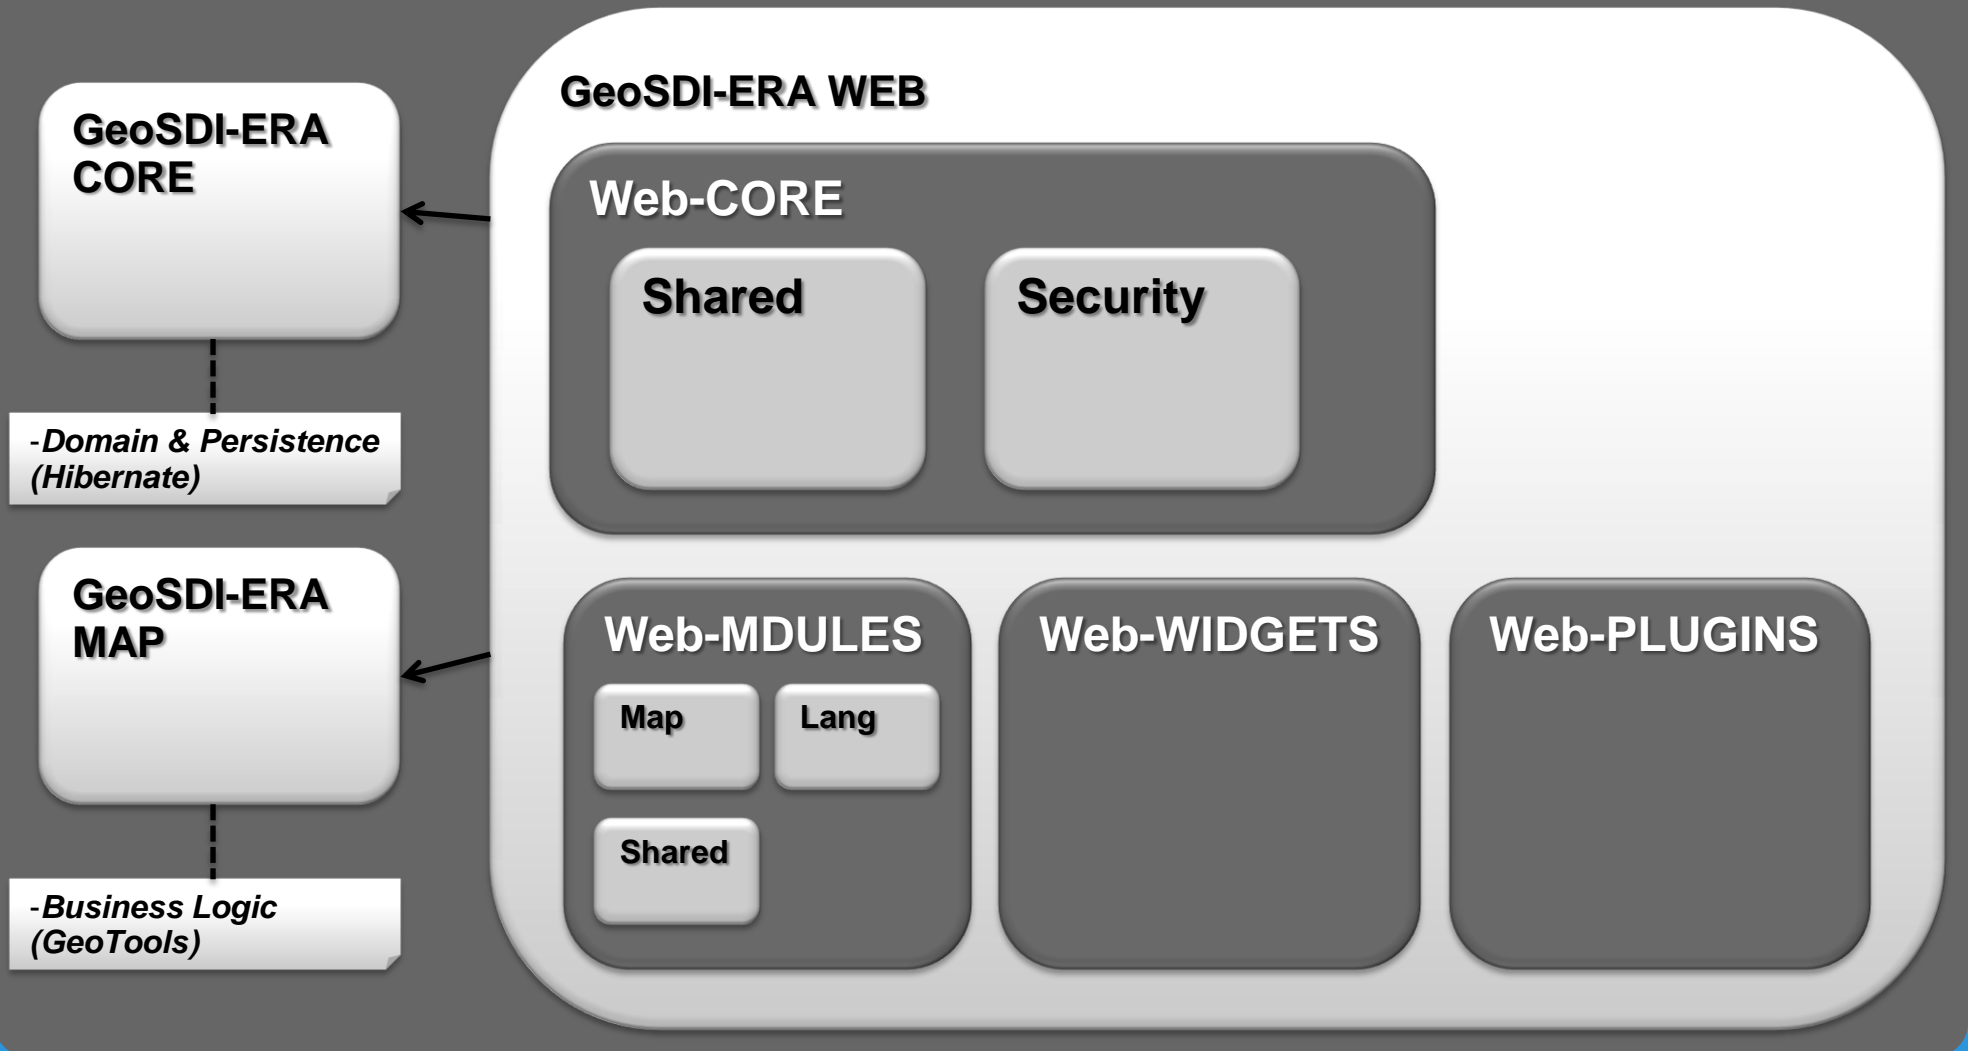 GeoSDI-ERA
CORE
-Domain & Persistence
(Hibernate)
GeoSDI-ERA
MAP
-Business Logic
(GeoTools)
GeoSDI-ERA WEB
Web-CORE
Shared
Security
Web-MDULES
Map
Lang
Shared
Web-WIDGETS
Web-PLUGINS